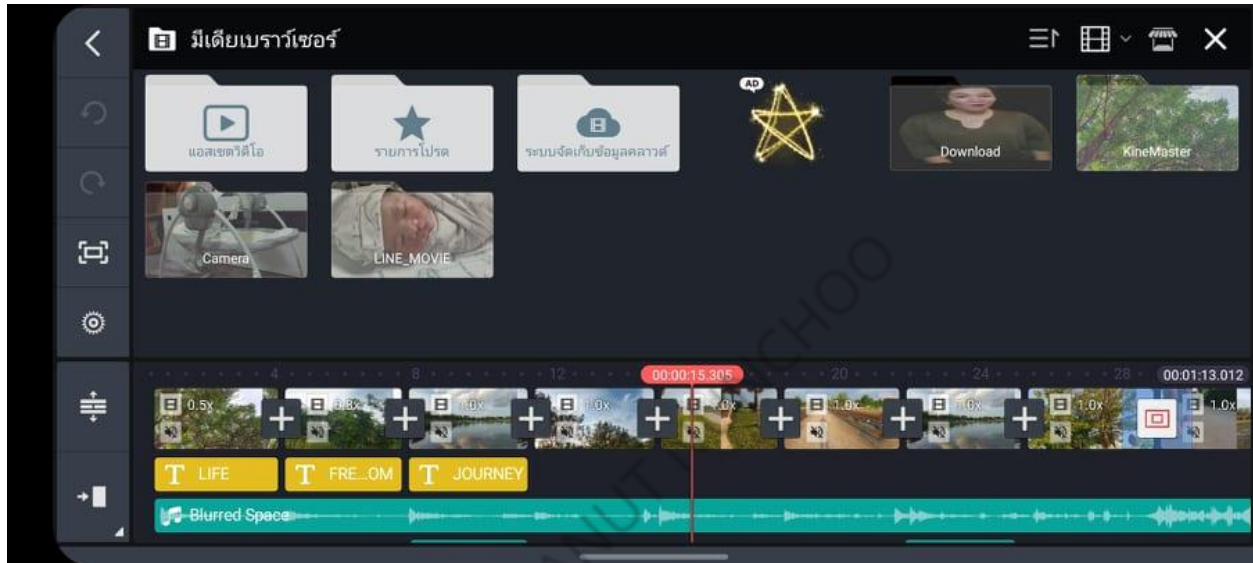 มีเดียเบราว์เซอร์
AD
แอสเซตวิดีโอ
รายการโปรด
ระบบจัดเก็บข้อมูลคลาวด์
Download
KineMaster
Camera
LINE_MOVIE
4
8
12
00:00:15.305
20
24
28
00:01:13.012
0.5x
1.0x
1.0x
1.0x
1.0x
1.0x
1.0x
T LIFE
T FRE...OM
T JOURNEY
Blurred Space